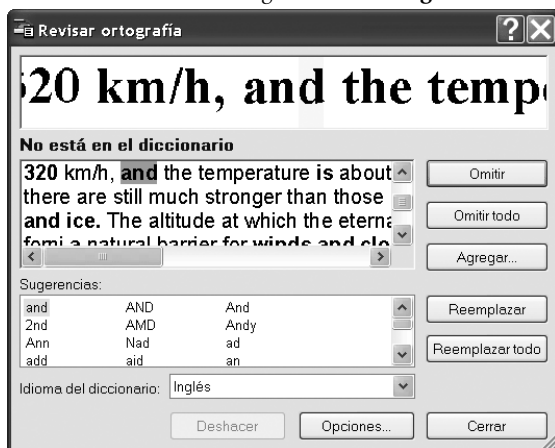 Revisar ortografía
320 km/h, and the temp
No está en el diccionario
320 km/h, and the temperature is about
there are still much stronger than those
and ice. The altitude at which the eterna
forni a natural barrier for winds and clo
Omitir
Omitir todo
Agregar...
Sugerencias:
and AND And
2nd AMD Andy
Ann Nad ad
add aid an
Reemplazar
Reemplazar todo
Idioma del diccionario: Inglés
Deshacer Opciones... Cerrar